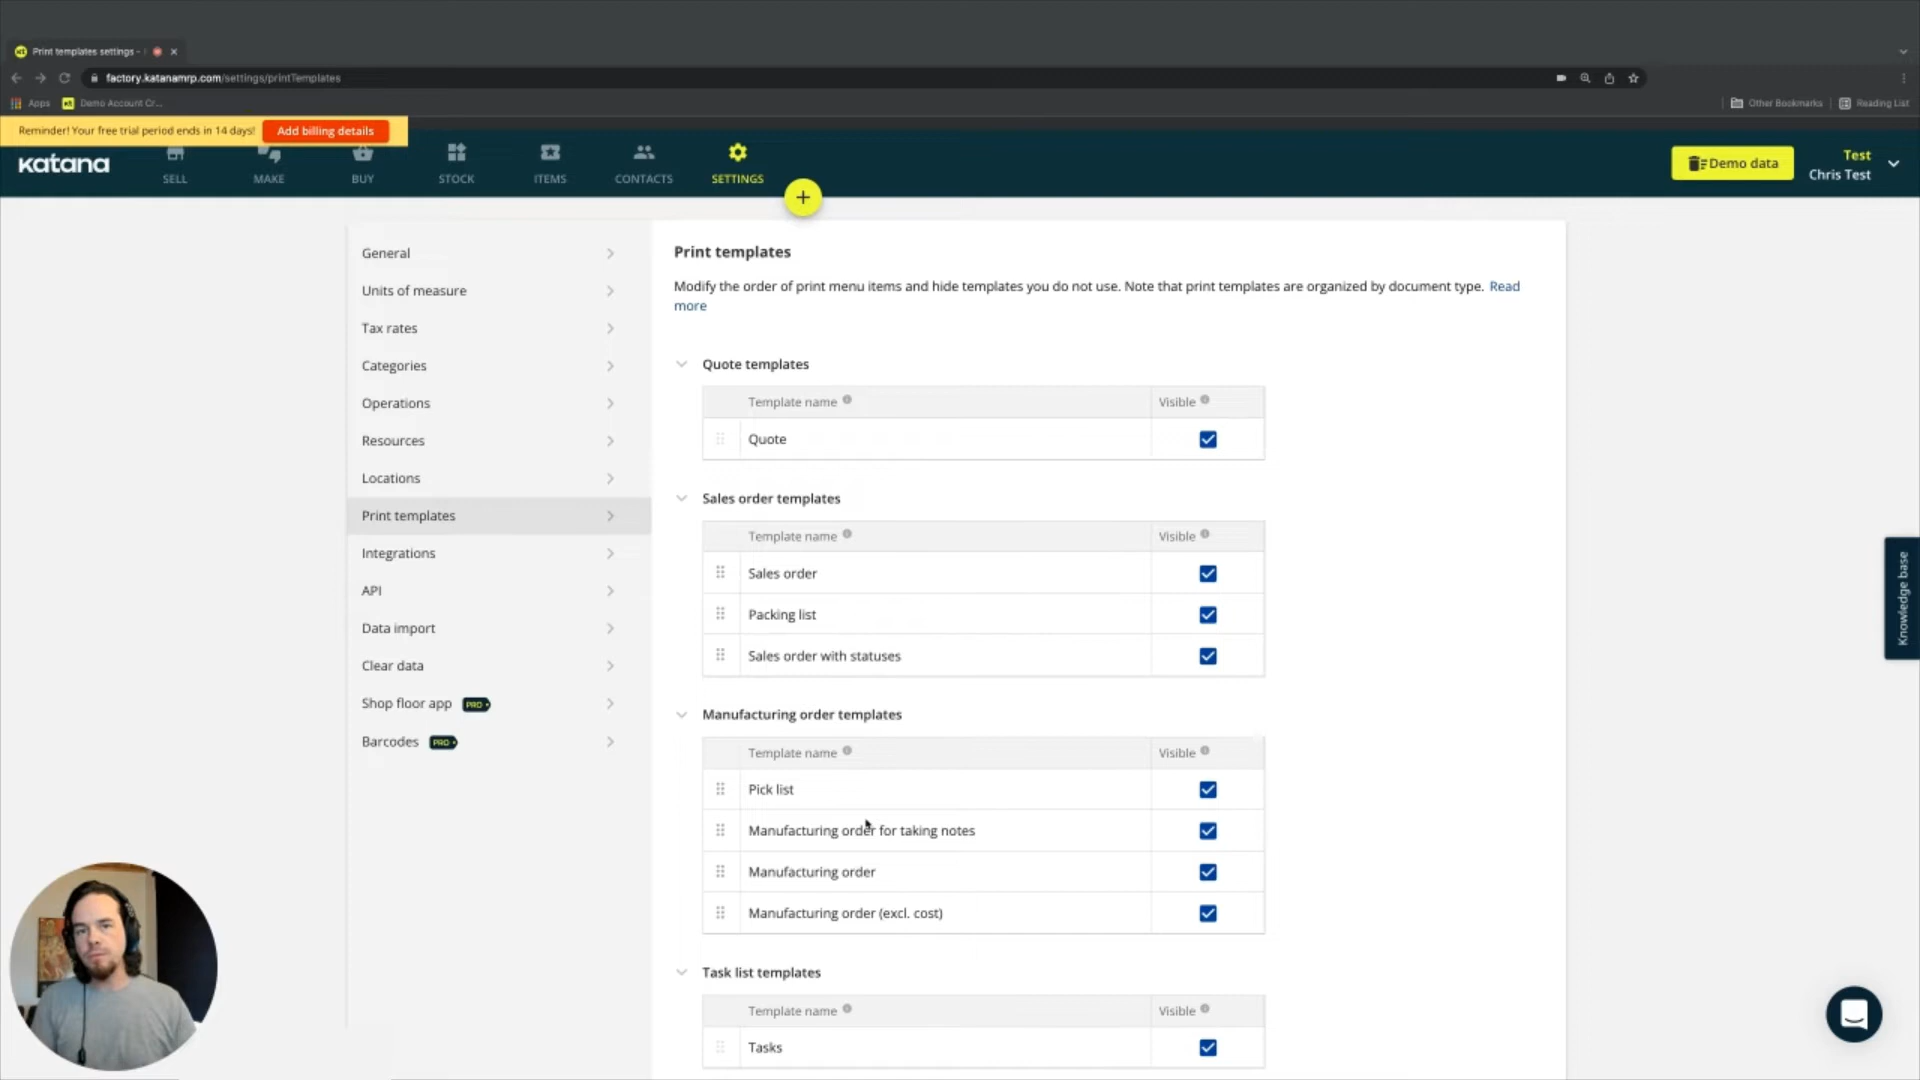 Print templates settings -
factory.katanamrp.com/settings/printTemplates
Apps
Demo Account Cr...
Other Bookmarks
Reading List
Reminder! Your free trial period ends in 14 days!
Add billing details
katana
SELL
MAKE
BUY
STOCK
ITEMS
CONTACTS
SETTINGS
+
Demo data
Test
Chris Test
General
Units of measure
Tax rates
Categories
Operations
Resources
Locations
Print templates
Integrations
API
Data import
Clear data
Shop floor app PRO
Barcodes PRO
Print templates
Modify the order of print menu items and hide templates you do not use. Note that print templates are organized by document type. Read
more
Quote templates
Template name Visible
Quote
Sales order templates
Template name Visible
Sales order
Packing list
Sales order with statuses
Manufacturing order templates
Template name Visible
Pick list
Manufacturing order for taking notes
Manufacturing order
Manufacturing order (excl. cost)
Task list templates
Template name Visible
Tasks
Knowledge base